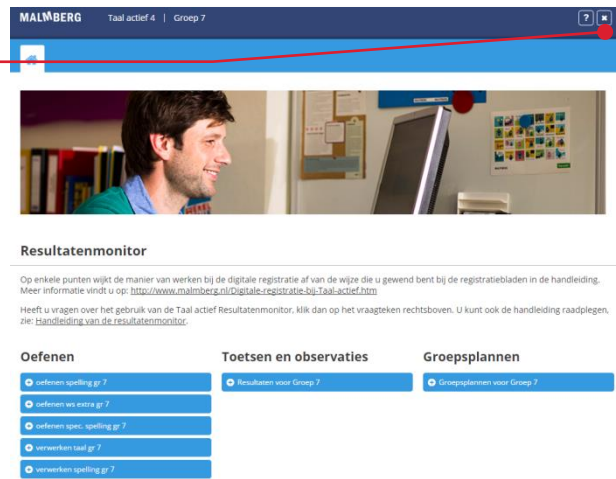 MALMBERG Taal actief 4 | Groep 7 ?
Resultatenmonitor
Op enkele punten wijkt de manier van werken bij de digitale registratie af van de wijze die u gewend bent bij de registratiebladen in de handleiding.
Meer informatie vindt u op: http://www.malmberg.nl/Digitale-registratie-bij-Taal-actief.htm
Heeft u vragen over het gebruik van de Taal actief Resultatenmonitor, klik dan op het vraagteken rechtsboven. U kunt ook de handleiding raadplegen,
zie: Handleiding van de resultatenmonitor.
Oefenen
oefenen spelling gr 7
oefenen ws extra gr 7
oefenen spec. spelling gr 7
verwerken taal gr 7
verwerken spelling gr 7
Toetsen en observaties
Resultaten voor Groep 7
Groepsplannen
Groepsplannen voor Groep 7